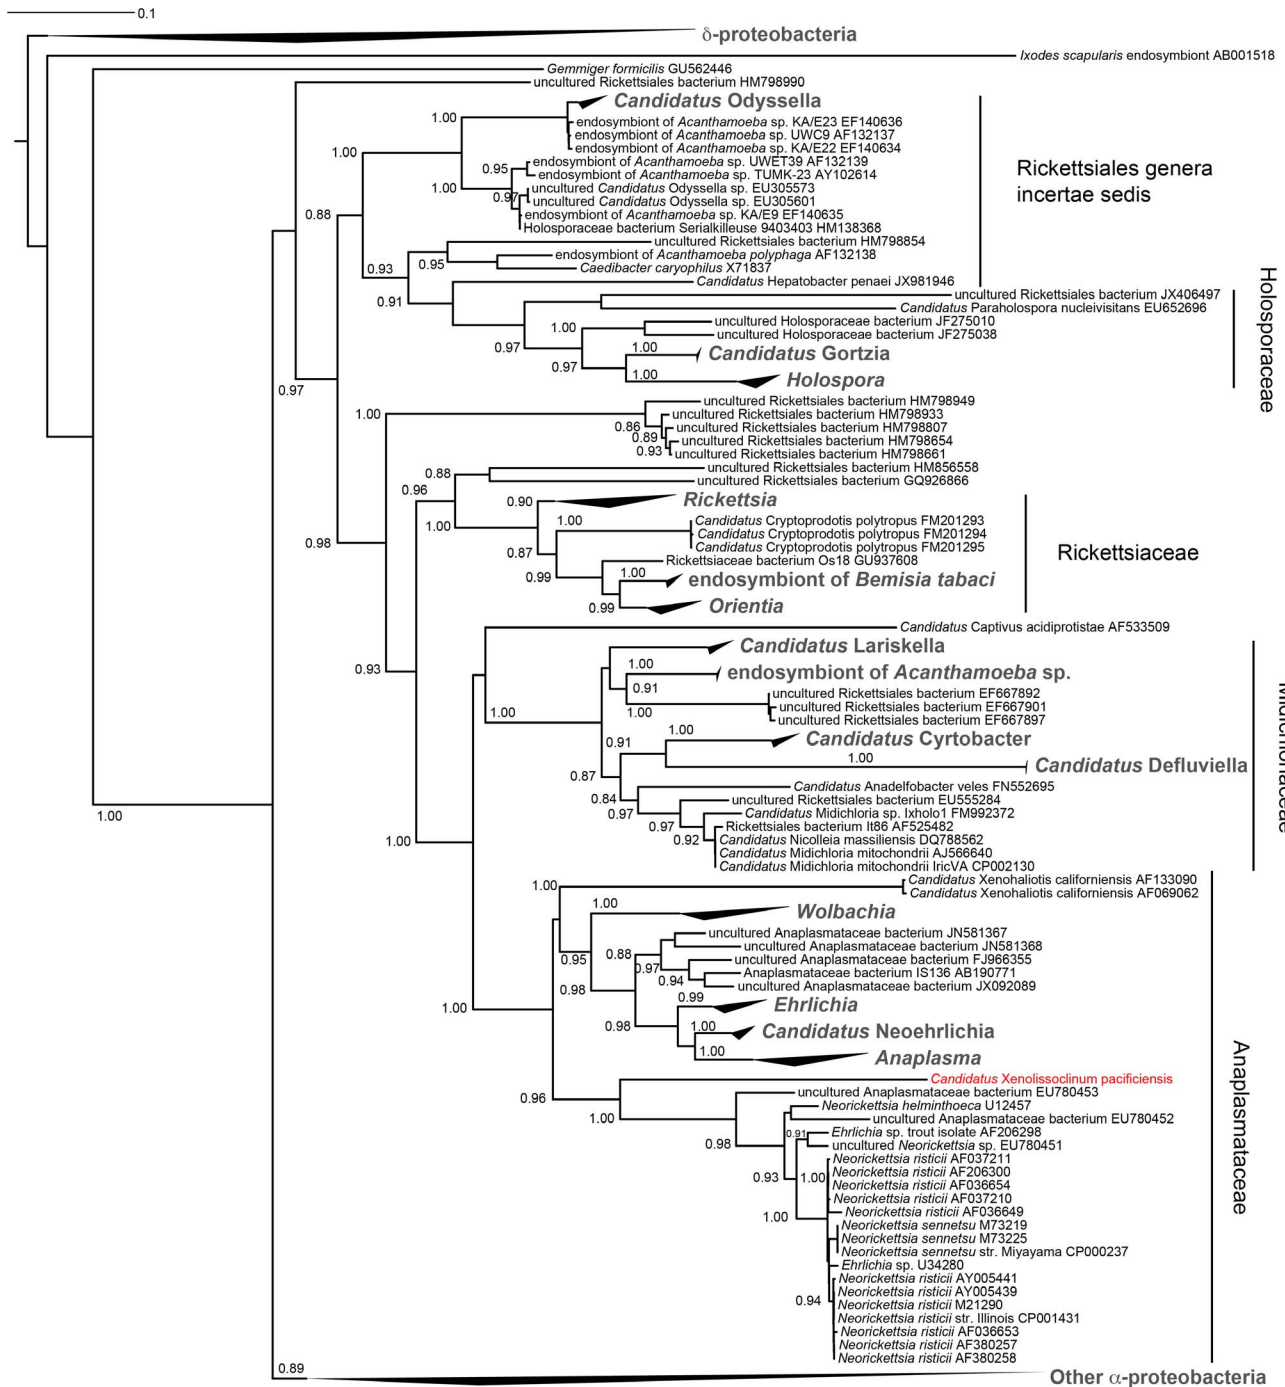 0.1
δ-proteobacteria
Ixodes scapularis endosymbiont AB001518
Gemmiger formicilis GU562446
uncultured Rickettsiales bacterium HM798990
Candidatus Odyssella
1.00
endosymbiont of Acanthamoeba sp. KA/E23 EF140636
endosymbiont of Acanthamoeba sp. UWC9 AF132137
endosymbiont of Acanthamoeba sp. KA/E22 EF140634
1.00
endosymbiont of Acanthamoeba sp. UWET39 AF132139
0.95
endosymbiont of Acanthamoeba sp. TUMK-23 AY102614
1.00
uncultured Candidatus Odyssella sp. EU305573
0.97
uncultured Candidatus Odyssella sp. EU305601
endosymbiont of Acanthamoeba sp. KA/E9 EF140635
Holosporaceae bacterium Serialkilleuse 9403403 HM138368
Rickettsiales genera
incertae sedis
0.88
uncultured Rickettsiales bacterium HM798854
endosymbiont of Acanthamoeba polyphaga AF132138
0.95
0.93
Caedibacter caryophilus X71837
Candidatus Hepatobacter penaei JX981946
0.91
uncultured Rickettsiales bacterium JX406497
Candidatus Paraholospora nucleivisitans EU652696
uncultured Holosporaceae bacterium JF275010
1.00
uncultured Holosporaceae bacterium JF275038
0.97
1.00
Candidatus Gortzia
0.97
1.00
Holospora
Holosporaceae
0.97
uncultured Rickettsiales bacterium HM798949
1.00
uncultured Rickettsiales bacterium HM798933
0.86
uncultured Rickettsiales bacterium HM798807
0.89
uncultured Rickettsiales bacterium HM798654
0.93
uncultured Rickettsiales bacterium HM798661
uncultured Rickettsiales bacterium HM856558
0.88
uncultured Rickettsiales bacterium GQ926866
0.96
0.90
Rickettsia
1.00
1.00
Candidatus Cryptoprodotis polytropus FM201293
Candidatus Cryptoprodotis polytropus FM201294
Candidatus Cryptoprodotis polytropus FM201295
0.98
0.87
Rickettsiaceae bacterium Os18 GU937608
0.99
1.00
endosymbiont of Bemisia tabaci
0.99
Orientia
Rickettsiaceae
Candidatus Captivus acidiprotistae AF533509
Candidatus Lariskella
0.93
1.00
endosymbiont of Acanthamoeba sp.
0.91
uncultured Rickettsiales bacterium EF667892
uncultured Rickettsiales bacterium EF667901
1.00
1.00
uncultured Rickettsiales bacterium EF667897
1.00
Candidatus Cyrtobacter
0.91
1.00
Candidatus Defluviella
0.87
Candidatus Anadelfobacter veles FN552695
0.84
uncultured Rickettsiales bacterium EU555284
0.97
Candidatus Midichloria sp. Ixholo1 FM992372
0.97
Rickettsiales bacterium It86 AF525482
0.92
Candidatus Nicolleia massiliensis DQ788562
Candidatus Midichloria mitochondrii AJ566640
Candidatus Midichloria mitochondrii IricVA CP002130
1.00
1.00
Candidatus Xenohaliotis californiensis AF133090
1.00
Candidatus Xenohaliotis californiensis AF069062
1.00
Wolbachia
uncultured Anaplasmataceae bacterium JN581367
0.88
uncultured Anaplasmataceae bacterium JN581368
0.95
uncultured Anaplasmataceae bacterium FJ966355
0.97
Anaplasmataceae bacterium IS136 AB190771
0.94
uncultured Anaplasmataceae bacterium JX092089
0.98
0.99
Ehrlichia
1.00
0.98
1.00
Candidatus Neoehrlichia
1.00
Anaplasma
Candidatus Xenolissoclinum pacificiensis
0.96
uncultured Anaplasmataceae bacterium EU780453
Neorickettsia helminthoeca U12457
1.00
uncultured Anaplasmataceae bacterium EU780452
0.91
Ehrlichia sp. trout isolate AF206298
0.98
uncultured Neorickettsia sp. EU780451
Neorickettsia risticii AF037211
0.93
1.00
Neorickettsia risticii AF206300
Neorickettsia risticii AF036654
Neorickettsia risticii AF037210
Neorickettsia risticii AF036649
1.00
Neorickettsia sennetsu M73219
Neorickettsia sennetsu M73225
Neorickettsia sennetsu str. Miyayama CP000237
Ehrlichia sp. U34280
Neorickettsia risticii AY005441
Neorickettsia risticii AY005439
0.94
Neorickettsia risticii M21290
Neorickettsia risticii str. Illinois CP001431
Neorickettsia risticii AF036653
Neorickettsia risticii AF380257
Neorickettsia risticii AF380258
Anaplasmataceae
0.89
Other α-proteobacteria